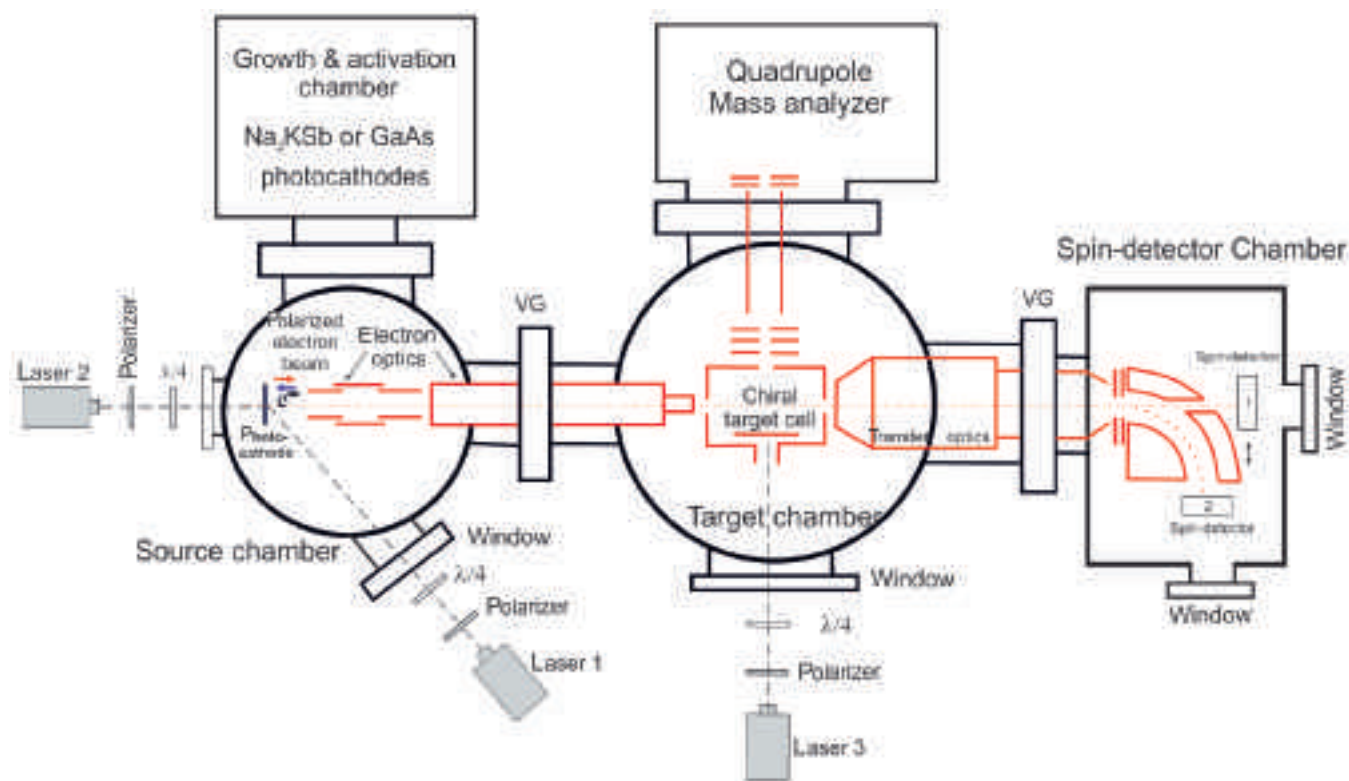 Growth & activation
chamber
Na₂KSb or GaAs
photocathodes
Quadrupole
Mass analyzer
Spin-detector Chamber
VG
VG
Polarized
electron
beam
Electron
optics
Laser 2
Polarizer
λ/4
Photo-
cathode
Chiral
target cell
Transfer optics
Spin-detector
1
Window
2
Spin-detector
Window
Source chamber
Window
λ/4
Polarizer
Laser 1
Target chamber
Window
λ/4
Polarizer
Laser 3